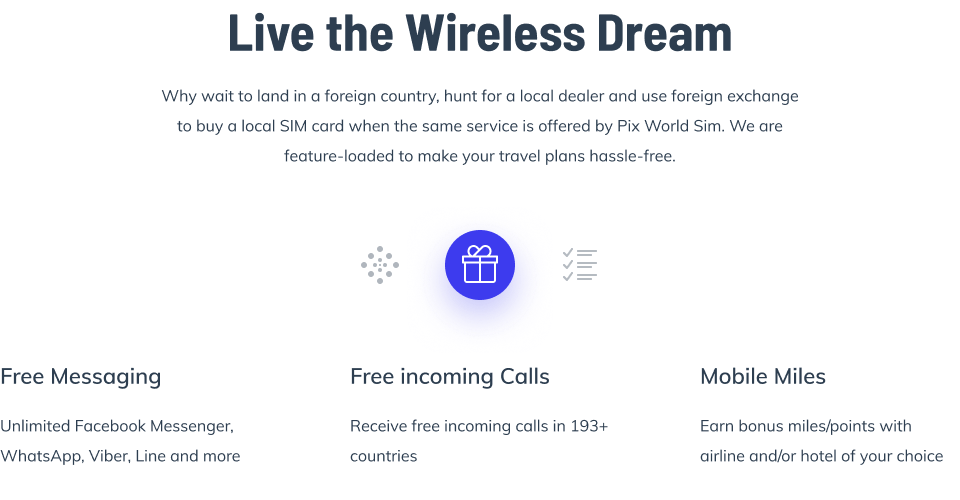 Live the Wireless Dream
Why wait to land in a foreign country, hunt for a local dealer and use foreign exchange
to buy a local SIM card when the same service is offered by Pix World Sim. We are
feature-loaded to make your travel plans hassle-free.
Free Messaging
Unlimited Facebook Messenger,
WhatsApp, Viber, Line and more
Free incoming Calls
Receive free incoming calls in 193+
countries
Mobile Miles
Earn bonus miles/points with
airline and/or hotel of your choice